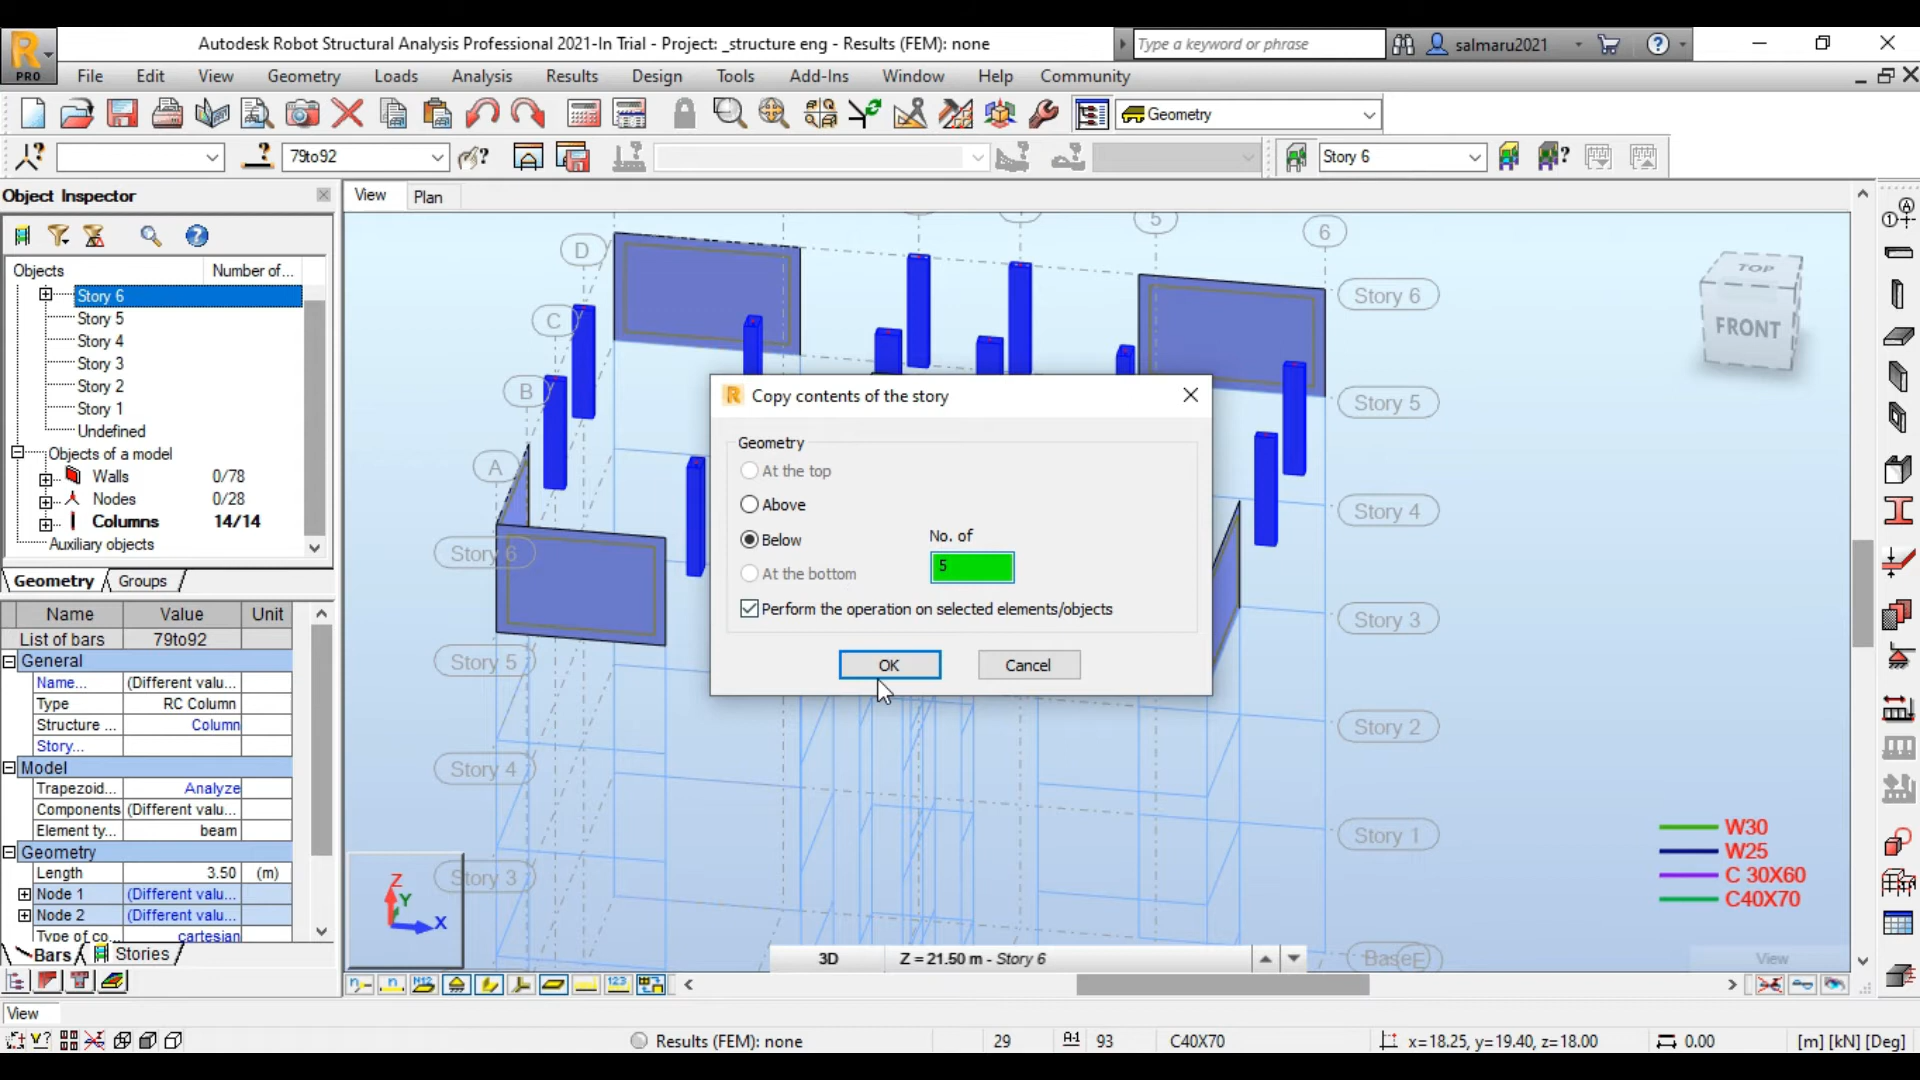 PRO
Autodesk Robot Structural Analysis Professional 2021-In Trial - Project: _structure eng - Results (FEM): none
Type a keyword or phrase
salmaru2021
File Edit View Geometry Loads Analysis Results Design Tools Add-Ins Window Help Community
Geometry
79to92
Story 6
Object Inspector
View
Plan
Objects
Number of...
Story 6
Story 5
Story 4
Story 3
Story 2
Story 1
Undefined
Objects of a model
Walls 0/78
Nodes 0/28
Columns 14/14
Auxiliary objects
Geometry
Groups
Name Value Unit
List of bars 79to92
General
Name... (Different valu...
Type RC Column
Structure ... Column
Story...
Model
Trapezoid... Analyze
Components (Different valu...
Element ty... beam
Geometry
Length 3.50 (m)
Node 1 (Different valu...
Node 2 (Different valu...
Type of co... cartesian
Bars
Stories
D
C
B
A
5
6
Story 6
Story 5
Story 4
Story 3
Story 2
Story 1
Base
E
Story 6
Story 5
Story 4
Story 3
TOP
FRONT
Copy contents of the story
Geometry
At the top
Above
Below
At the bottom
No. of
5
Perform the operation on selected elements/objects
OK
Cancel
W30
W25
C 30X60
C40X70
Z
Y
X
3D
Z = 21.50 m - Story 6
View
View
Results (FEM): none
29
93
C40X70
x=18.25, y=19.40, z=18.00
0.00
[m] [kN] [Deg]